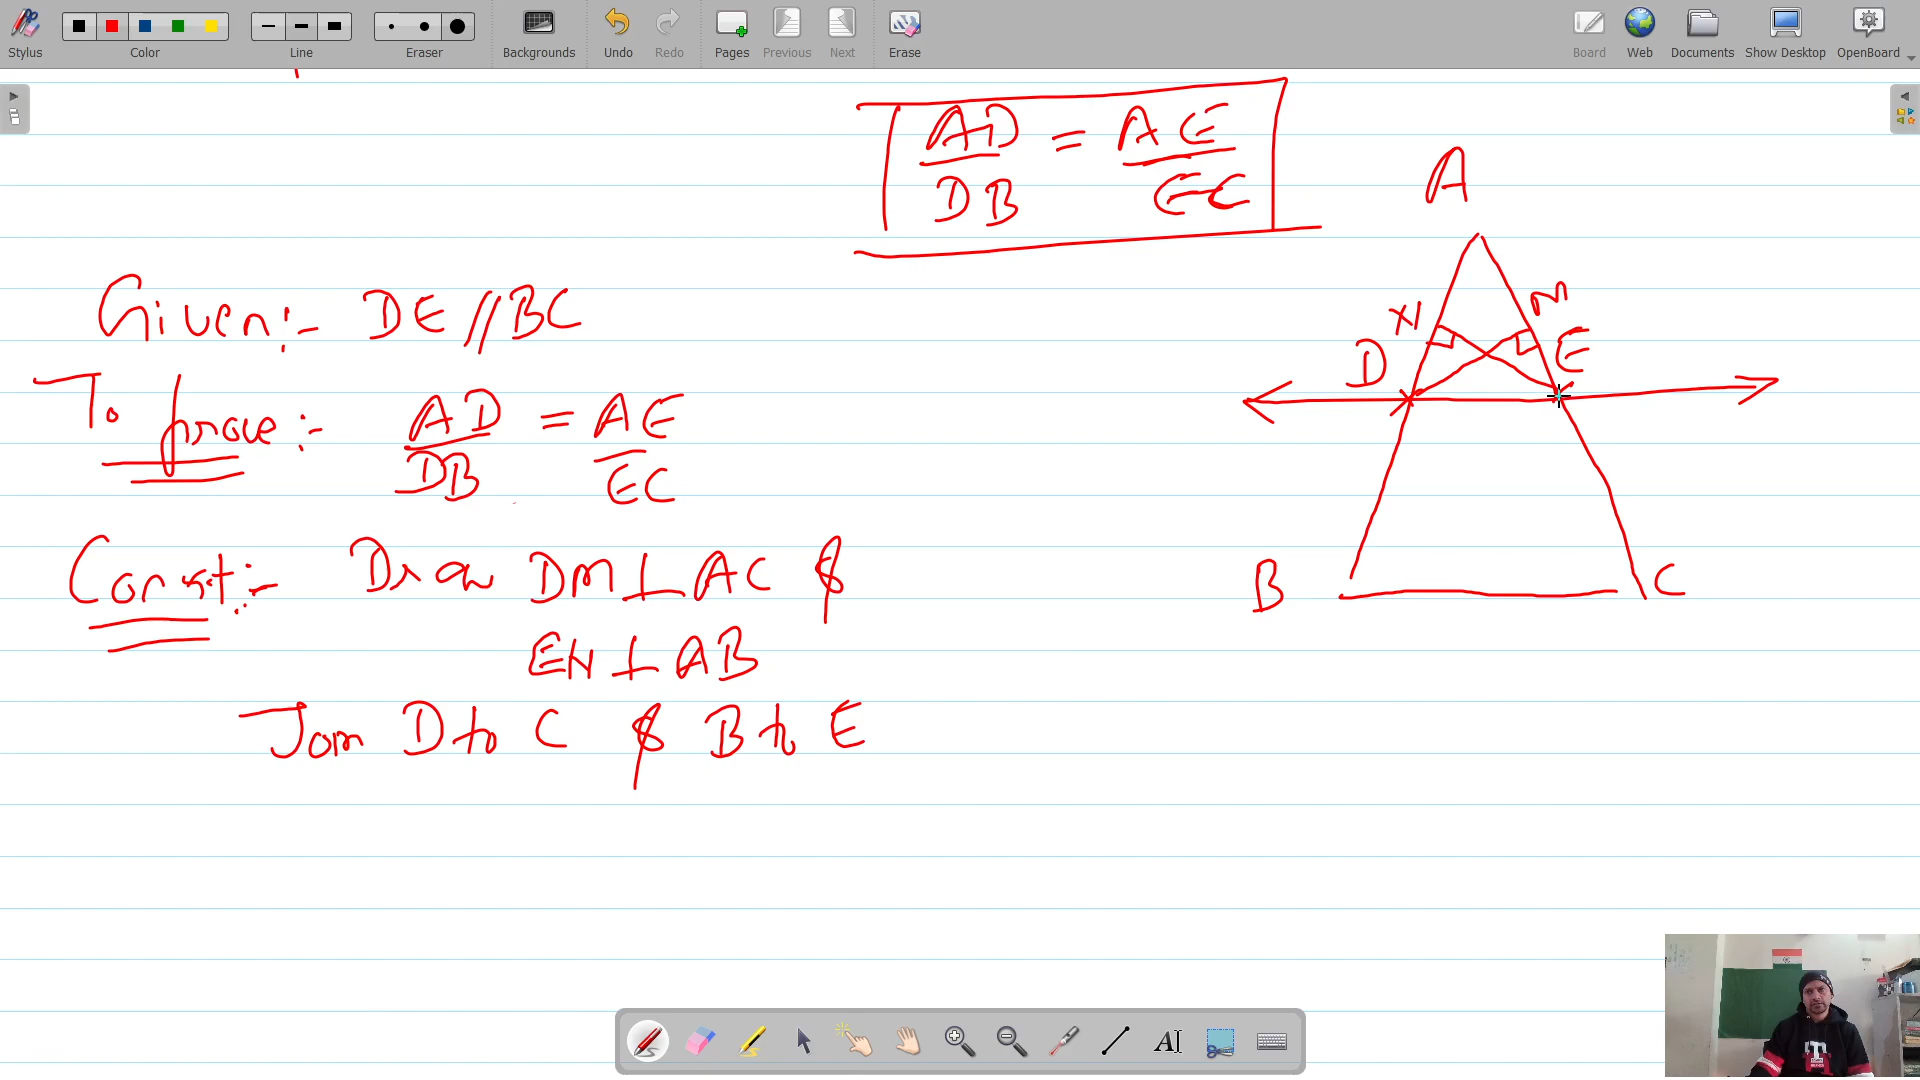 Stylus Color Line Eraser Backgrounds Undo Redo Pages Previous Next Erase Board Web Documents Show Desktop OpenBoard
AD/DB = AE/EC
Given:- DE//BC
To prove:- AD/DB = AE/EC
Const:- Draw DM⊥AC &
EN⊥AB
Join D to C & B to E
A
N
M
D
E
B
C